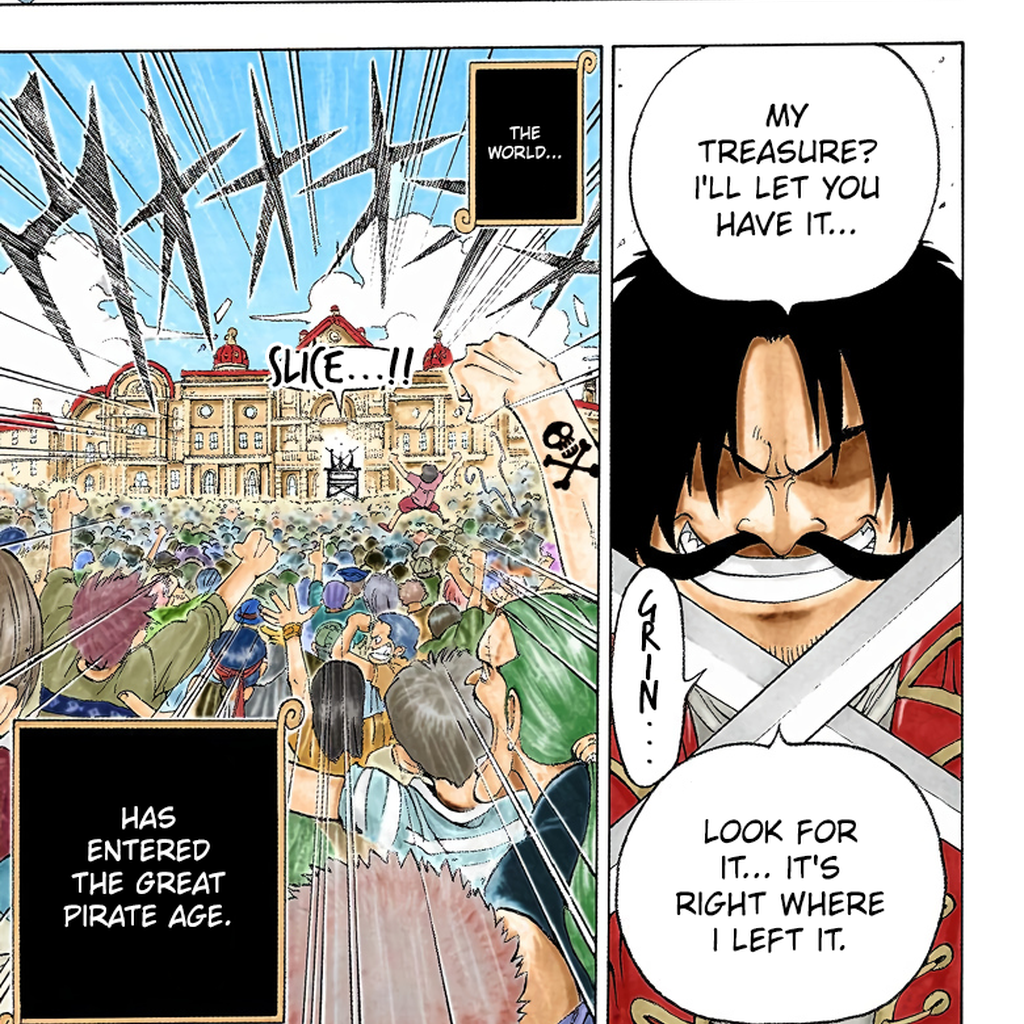 MY
TREASURE?
I'LL LET YOU
HAVE IT...
GRIN...
LOOK FOR
IT... IT'S
RIGHT WHERE
I LEFT IT.
THE
WORLD...
SLICE...!!
HAS
ENTERED
THE GREAT
PIRATE AGE.